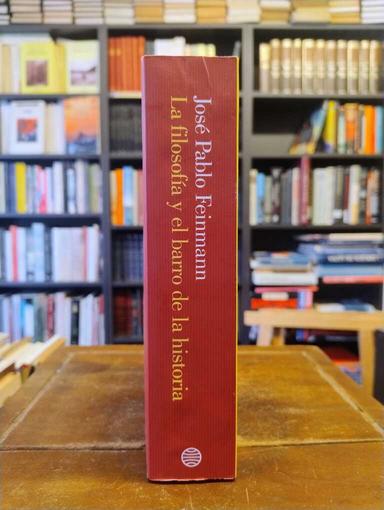 José Pablo Feinmann
La filosofía y el barro de la historia